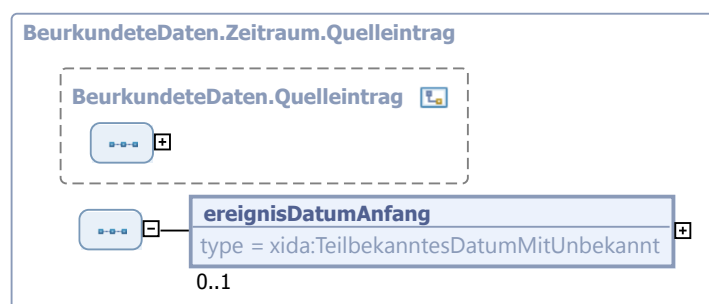 BeurkundeteDaten.Zeitraum.Quelleintrag
BeurkundeteDaten.Quelleintrag
ereignisDatumAnfang
type = xida:TeilbekanntesDatumMitUnbekannt
0..1